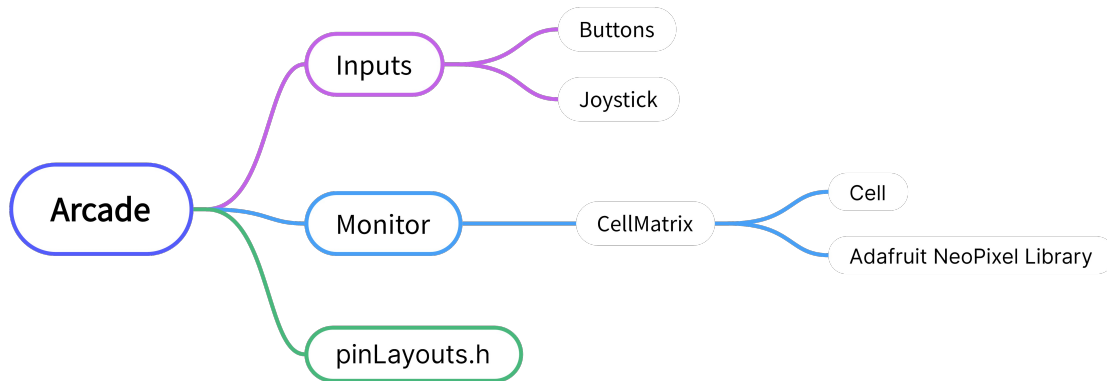 Arcade
Inputs
Buttons
Joystick
Monitor
CellMatrix
Cell
Adafruit NeoPixel Library
pinLayouts.h